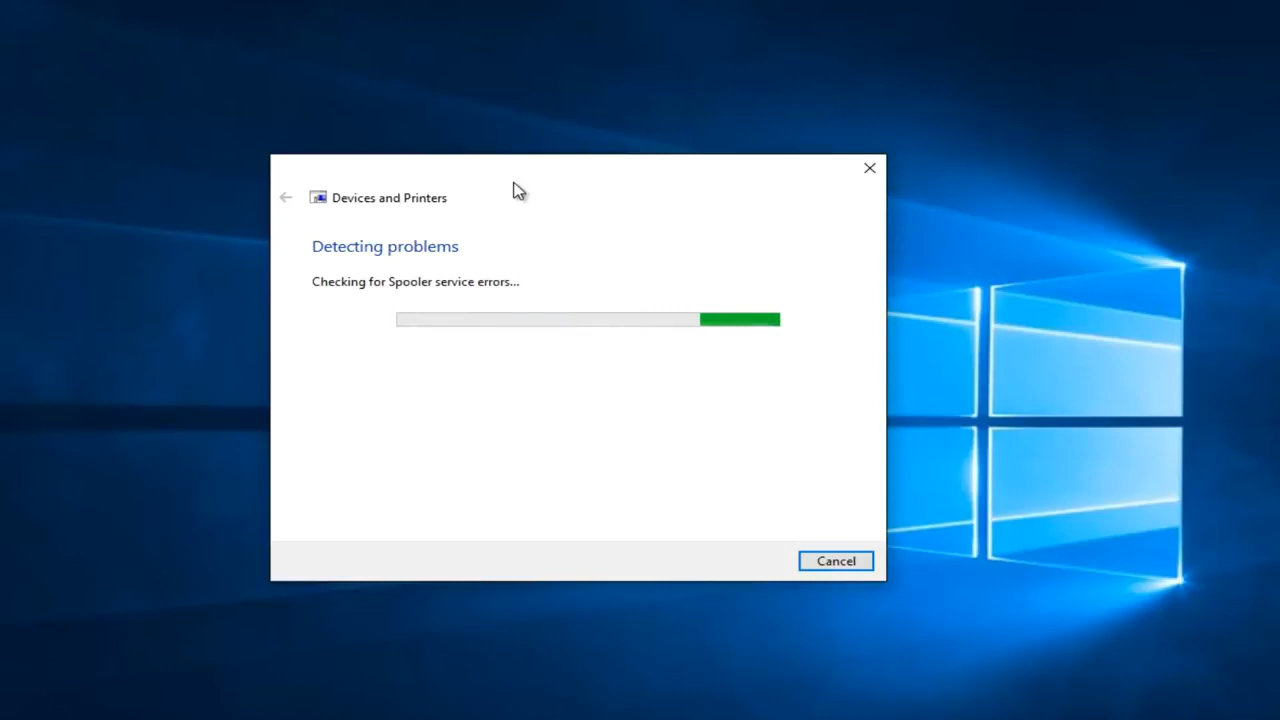 Devices and Printers
Detecting problems
Checking for Spooler service errors...
Cancel